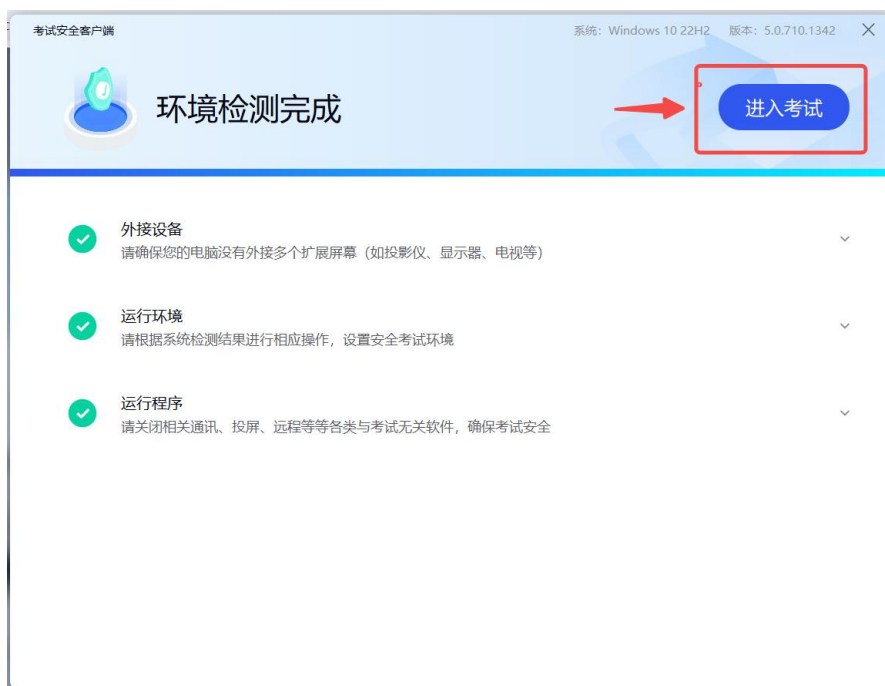 考试安全客户端
系统：Windows 10 22H2 版本：5.0.710.1342
环境检测完成
进入考试
外接设备
请确保您的电脑没有外接多个扩展屏幕（如投影仪、显示器、电视等）
运行环境
请根据系统检测结果进行相应操作，设置安全考试环境
运行程序
请关闭相关通讯、投屏、远程等等各类与考试无关软件，确保考试安全